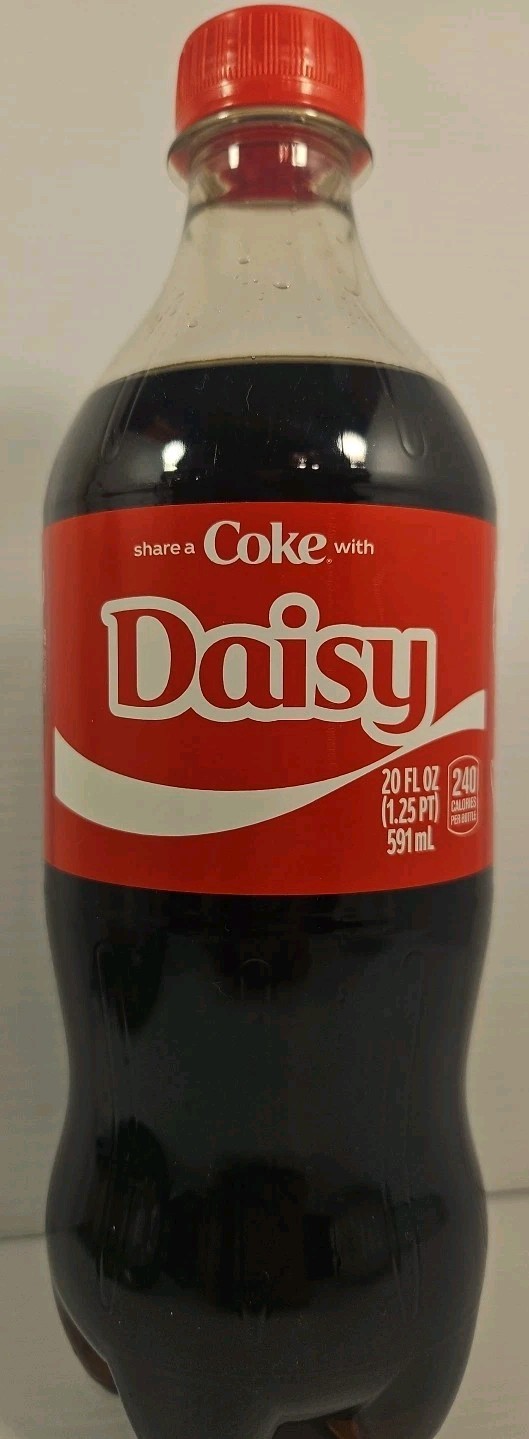 share a Coke with
Daisy
20 FL OZ
(1.25 PT)
591 mL
240
CALORIES
PER BOTTLE